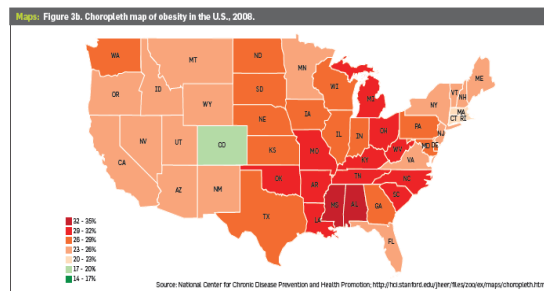 Maps: Figure 3b. Choropleth map of obesity in the U.S., 2008.
WA
MT
ND
MN
ME
OR
ID
SD
WI
MI
VT
NH
NY
MA
CT
RI
WY
NE
IA
PA
NJ
NV
UT
CO
KS
IL
IN
OH
MD
DE
CA
MO
KY
WV
VA
AZ
NM
OK
AR
TN
NC
SC
TX
LA
MS
AL
GA
FL
32 - 35%
29 - 32%
26 - 29%
23 - 26%
20 - 23%
17 - 20%
14 - 17%
Source: National Center for Chronic Disease Prevention and Health Promotion; http://hci.stanford.edu/jheer/files/zoo/ex/maps/choropleth.html